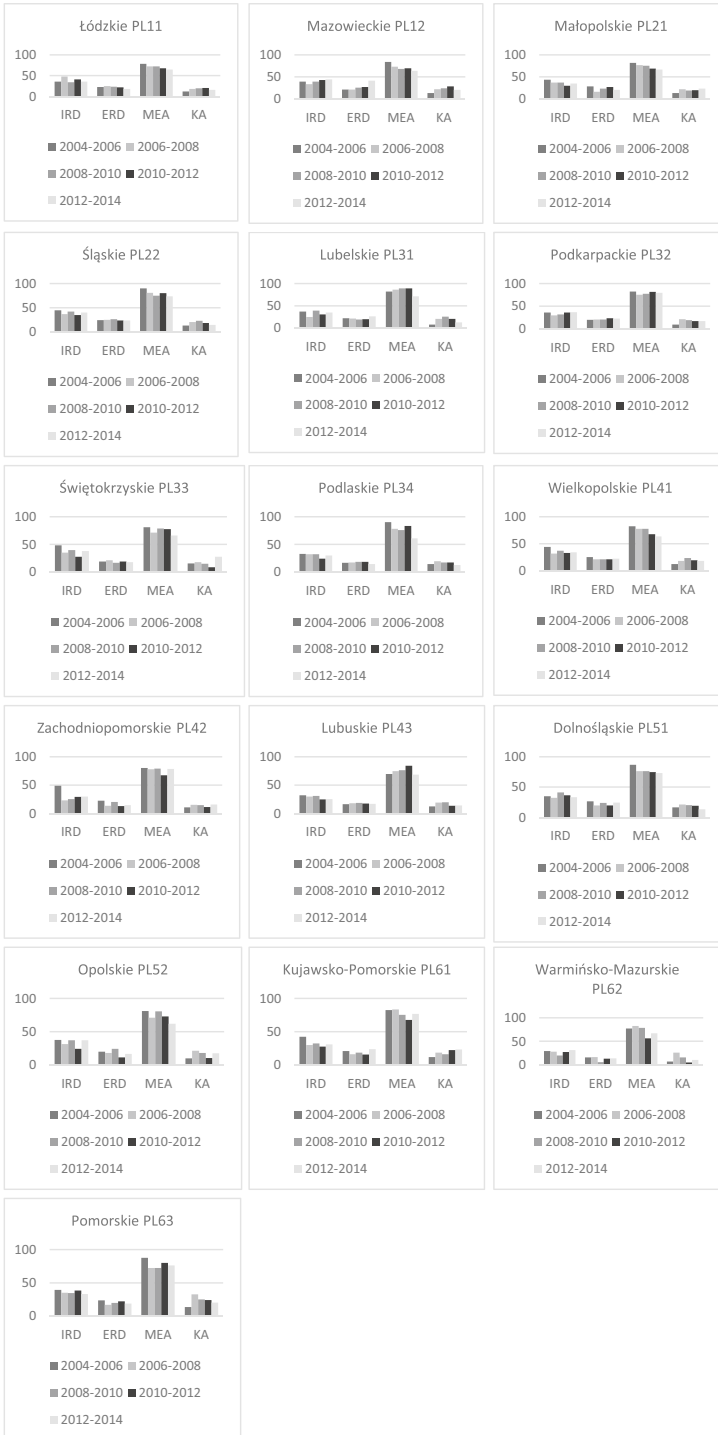 Łódzkie PL11
100
50
0
IRD ERD MEA KA
2004-2006 2006-2008
2008-2010 2010-2012
2012-2014
Mazowieckie PL12
100
50
0
IRD ERD MEA KA
2004-2006 2006-2008
2008-2010 2010-2012
2012-2014
Małopolskie PL21
100
50
0
IRD ERD MEA KA
2004-2006 2006-2008
2008-2010 2010-2012
2012-2014
Śląskie PL22
100
50
0
IRD ERD MEA KA
2004-2006 2006-2008
2008-2010 2010-2012
2012-2014
Lubelskie PL31
100
50
0
IRD ERD MEA KA
2004-2006 2006-2008
2008-2010 2010-2012
2012-2014
Podkarpackie PL32
100
50
0
IRD ERD MEA KA
2004-2006 2006-2008
2008-2010 2010-2012
2012-2014
Świętokrzyskie PL33
100
50
0
IRD ERD MEA KA
2004-2006 2006-2008
2008-2010 2010-2012
2012-2014
Podlaskie PL34
100
50
0
IRD ERD MEA KA
2004-2006 2006-2008
2008-2010 2010-2012
2012-2014
Wielkopolskie PL41
100
50
0
IRD ERD MEA KA
2004-2006 2006-2008
2008-2010 2010-2012
2012-2014
Zachodniopomorskie PL42
100
50
0
IRD ERD MEA KA
2004-2006 2006-2008
2008-2010 2010-2012
2012-2014
Lubuskie PL43
100
50
0
IRD ERD MEA KA
2004-2006 2006-2008
2008-2010 2010-2012
2012-2014
Dolnośląskie PL51
100
50
0
IRD ERD MEA KA
2004-2006 2006-2008
2008-2010 2010-2012
2012-2014
Opolskie PL52
100
50
0
IRD ERD MEA KA
2004-2006 2006-2008
2008-2010 2010-2012
2012-2014
Kujawsko-Pomorskie PL61
100
50
0
IRD ERD MEA KA
2004-2006 2006-2008
2008-2010 2010-2012
2012-2014
Warmińsko-Mazurskie
PL62
100
50
0
IRD ERD MEA KA
2004-2006 2006-2008
2008-2010 2010-2012
2012-2014
Pomorskie PL63
100
50
0
IRD ERD MEA KA
2004-2006 2006-2008
2008-2010 2010-2012
2012-2014